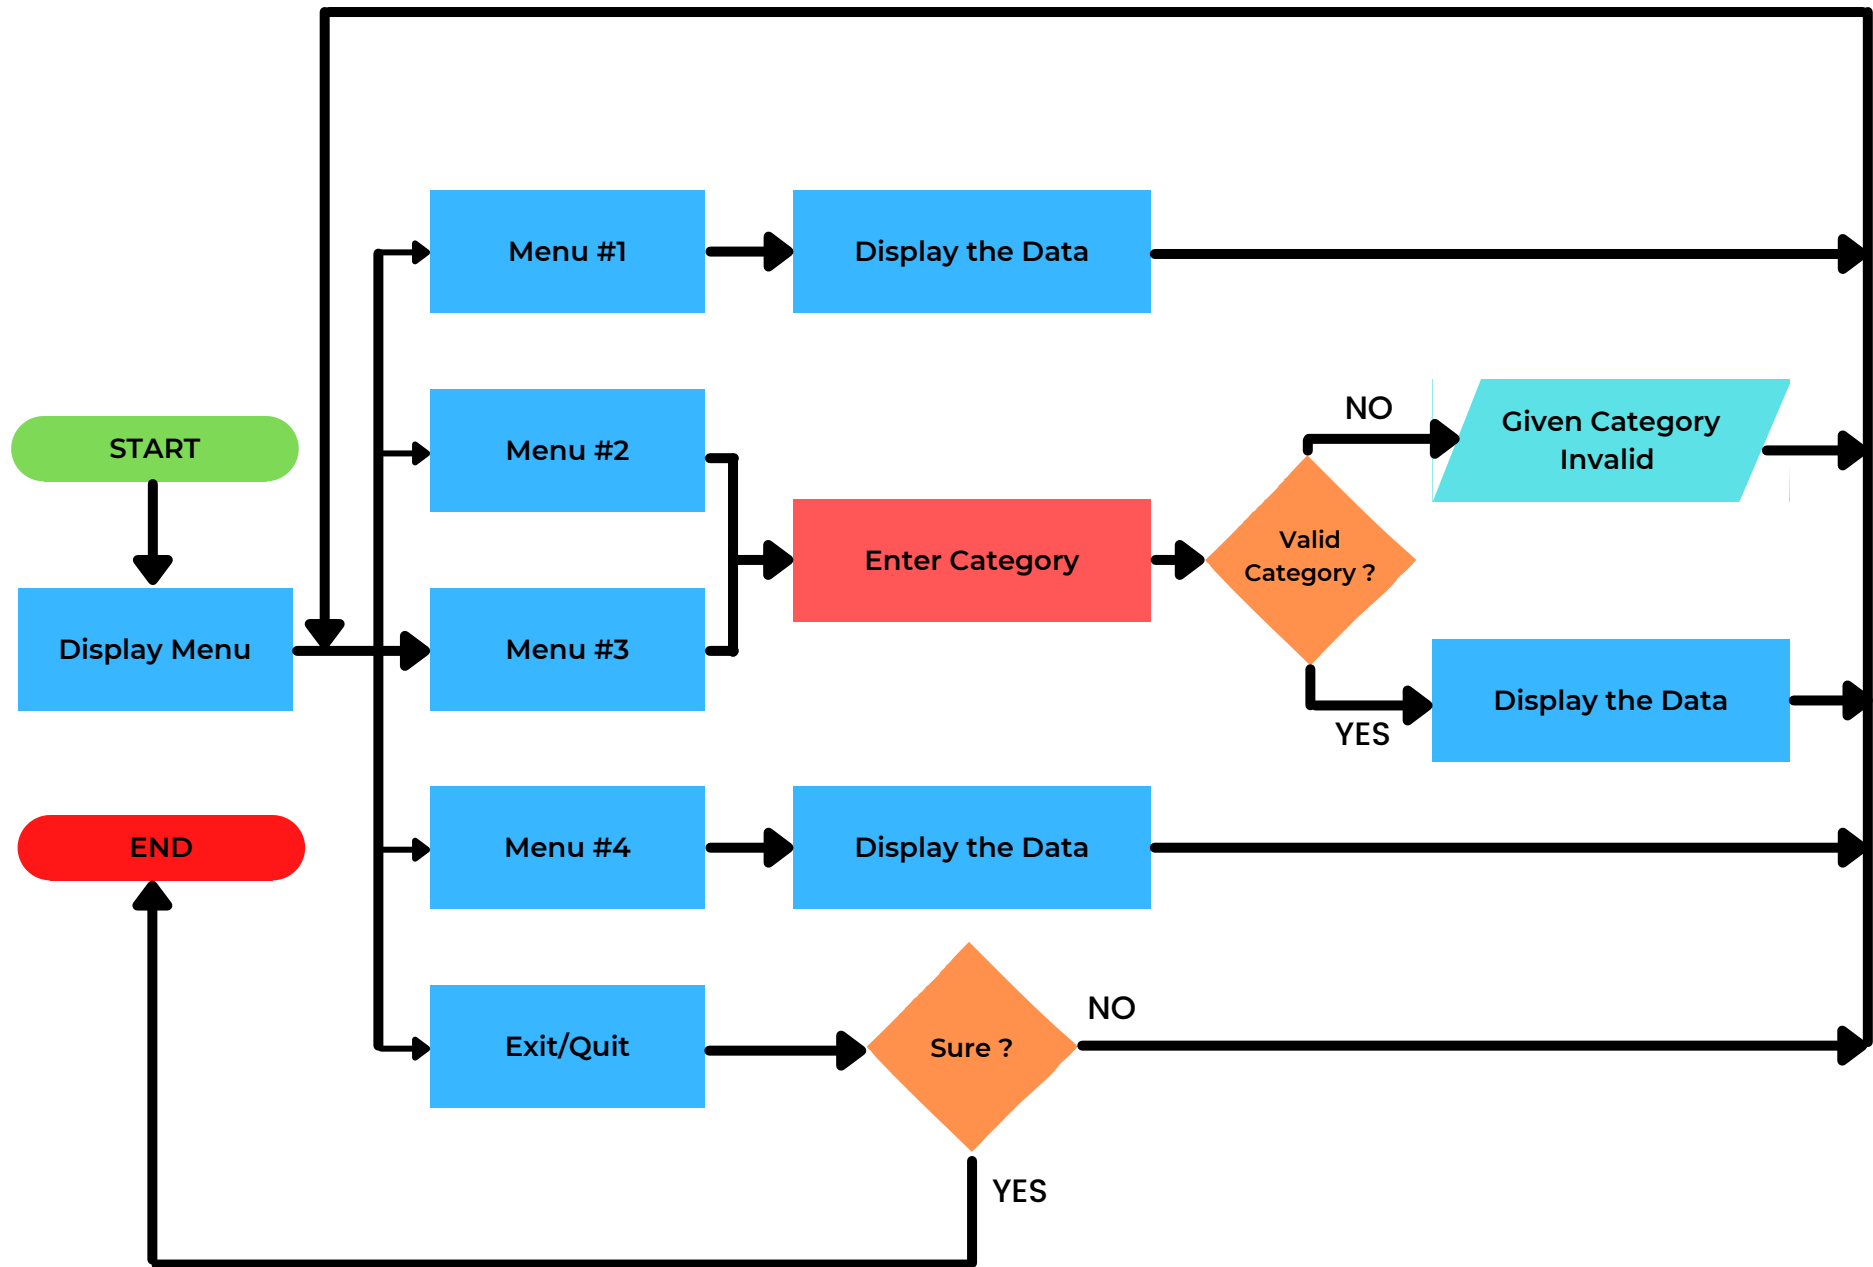 Menu #1
Display the Data
START
Menu #2
NO
Given Category
Invalid
Enter Category
Valid
Category ?
Display Menu
Menu #3
YES
Display the Data
END
Menu #4
Display the Data
Exit/Quit
Sure ?
NO
YES